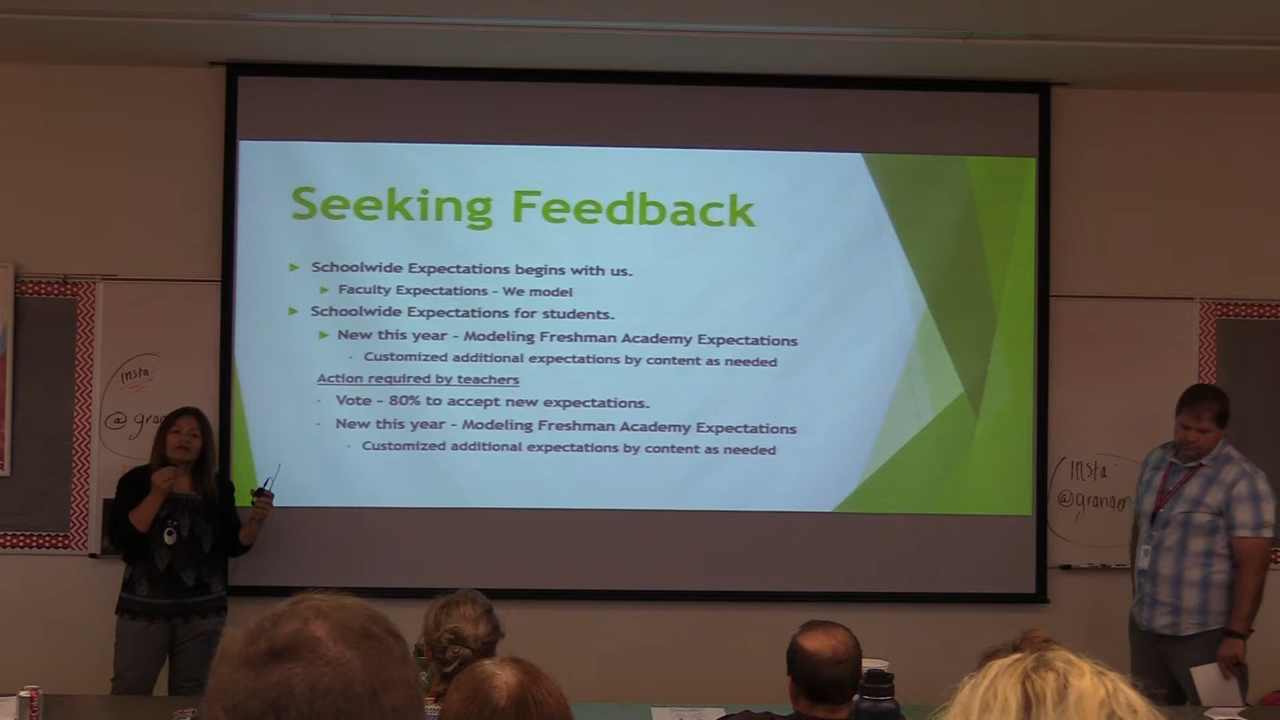 Seeking Feedback
Schoolwide Expectations begins with us.
Faculty Expectations - We model
Schoolwide Expectations for students.
New this year - Modeling Freshman Academy Expectations
Customized additional expectations by content as needed
Action required by teachers
Vote - 80% to accept new expectations.
New this year - Modeling Freshman Academy Expectations
Customized additional expectations by content as needed
Insta:
@ gra
Insta:
@grander